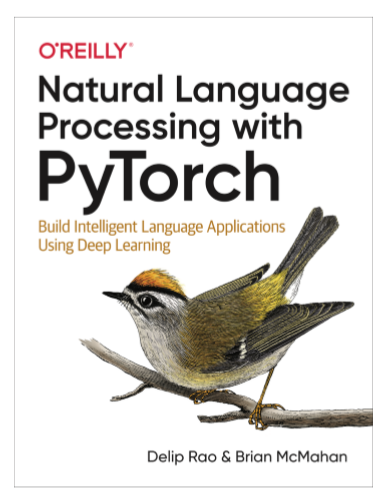 O'REILLY®
Natural Language
Processing with
PyTorch
Build Intelligent Language Applications
Using Deep Learning
Delip Rao & Brian McMahan